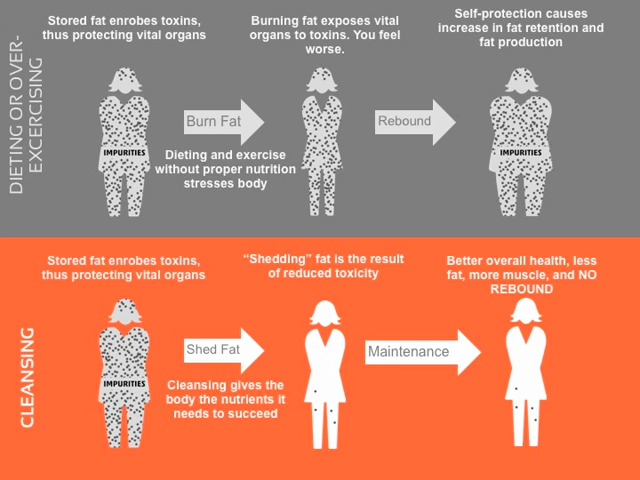 DIETING OR OVER-
EXCERCISING
Stored fat enrobes toxins,
thus protecting vital organs
Burning fat exposes vital
organs to toxins. You feel
worse.
Self-protection causes
increase in fat retention and
fat production
IMPURITIES
Burn Fat
Rebound
IMPURITIES
Dieting and exercise
without proper nutrition
stresses body
CLEANSING
Stored fat enrobes toxins,
thus protecting vital organs
“Shedding” fat is the result
of reduced toxicity
Better overall health, less
fat, more muscle, and NO
REBOUND
IMPURITIES
Shed Fat
Maintenance
Cleansing gives the
body the nutrients it
needs to succeed